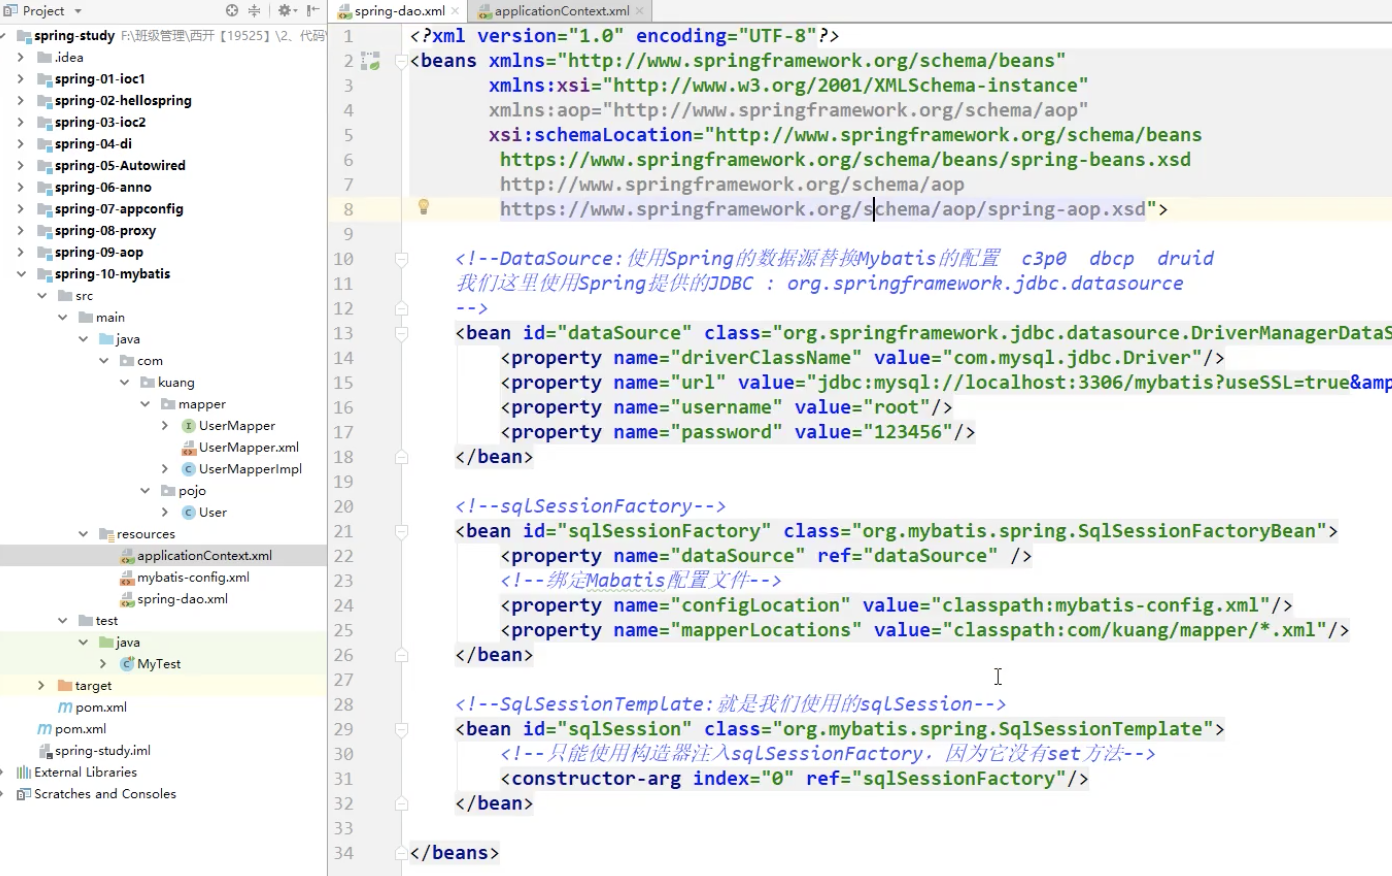 Project
spring-study F:\班级管理\西开【19525】\2、代码\
.idea
spring-01-ioc1
spring-02-hellospring
spring-03-ioc2
spring-04-di
spring-05-Autowired
spring-06-anno
spring-07-appconfig
spring-08-proxy
spring-09-aop
spring-10-mybatis
src
main
java
com
kuang
mapper
UserMapper
UserMapper.xml
UserMapperImpl
pojo
User
resources
applicationContext.xml
mybatis-config.xml
spring-dao.xml
test
java
MyTest
target
pom.xml
pom.xml
spring-study.iml
External Libraries
Scratches and Consoles
spring-dao.xml applicationContext.xml
1 <?xml version="1.0" encoding="UTF-8"?>
2 <beans xmlns="http://www.springframework.org/schema/beans"
3 xmlns:xsi="http://www.w3.org/2001/XMLSchema-instance"
4 xmlns:aop="http://www.springframework.org/schema/aop"
5 xsi:schemaLocation="http://www.springframework.org/schema/beans
6 https://www.springframework.org/schema/beans/spring-beans.xsd
7 http://www.springframework.org/schema/aop
8 https://www.springframework.org/schema/aop/spring-aop.xsd">
9
10 <!--DataSource:使用Spring的数据源替换Mybatis的配置 c3p0 dbcp druid
11 我们这里使用Spring提供的JDBC : org.springframework.jdbc.datasource
12 -->
13 <bean id="dataSource" class="org.springframework.jdbc.datasource.DriverManagerDataS
14 <property name="driverClassName" value="com.mysql.jdbc.Driver"/>
15 <property name="url" value="jdbc:mysql://localhost:3306/mybatis?useSSL=true&amp
16 <property name="username" value="root"/>
17 <property name="password" value="123456"/>
18 </bean>
19
20 <!--sqlSessionFactory-->
21 <bean id="sqlSessionFactory" class="org.mybatis.spring.SqlSessionFactoryBean">
22 <property name="dataSource" ref="dataSource" />
23 <!--绑定Mabatis配置文件-->
24 <property name="configLocation" value="classpath:mybatis-config.xml"/>
25 <property name="mapperLocations" value="classpath:com/kuang/mapper/*.xml"/>
26 </bean>
27
28 <!--SqlSessionTemplate:就是我们使用的sqlSession-->
29 <bean id="sqlSession" class="org.mybatis.spring.SqlSessionTemplate">
30 <!--只能使用构造器注入sqlSessionFactory，因为它没有set方法-->
31 <constructor-arg index="0" ref="sqlSessionFactory"/>
32 </bean>
33
34 </beans>